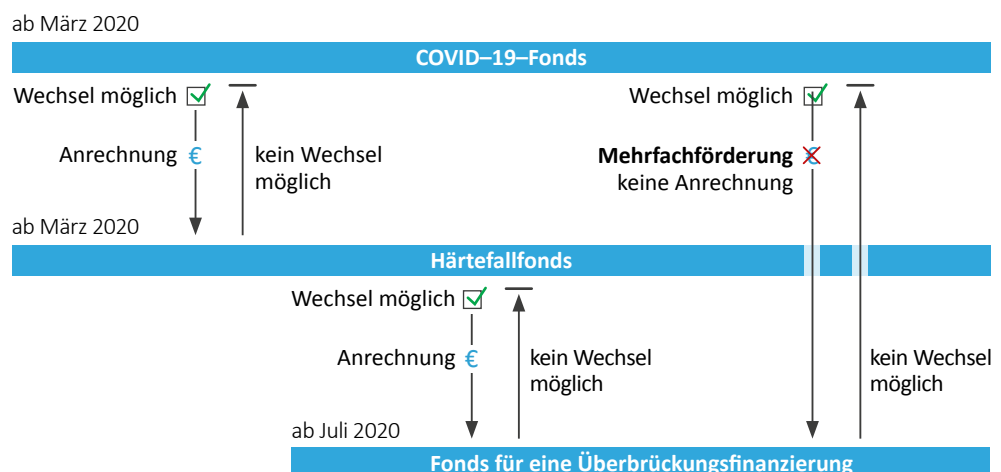 ab März 2020
COVID–19–Fonds
Wechsel möglich
Anrechnung €
kein Wechsel
möglich
Wechsel möglich
Mehrfachförderung €
keine Anrechnung
ab März 2020
Härtefallfonds
Wechsel möglich
Anrechnung €
kein Wechsel
möglich
kein Wechsel
möglich
ab Juli 2020
Fonds für eine Überbrückungsfinanzierung